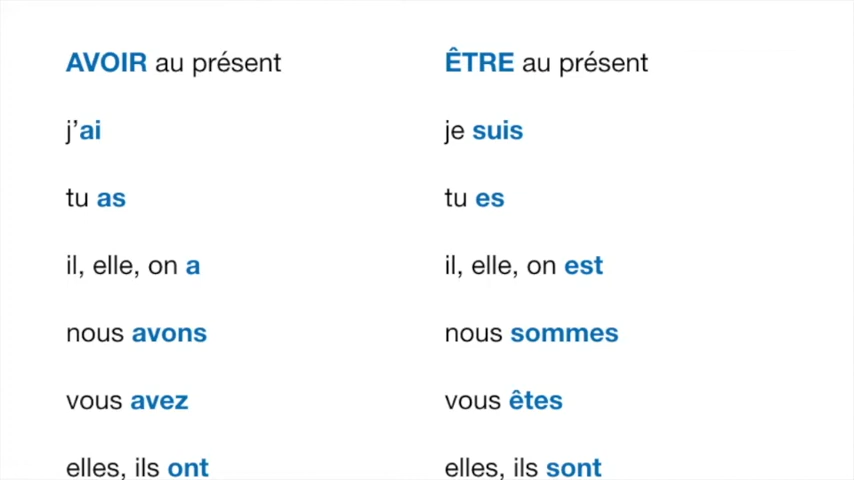 AVOIR au présent
j'ai
tu as
il, elle, on a
nous avons
vous avez
elles, ils ont
ÊTRE au présent
je suis
tu es
il, elle, on est
nous sommes
vous êtes
elles, ils sont